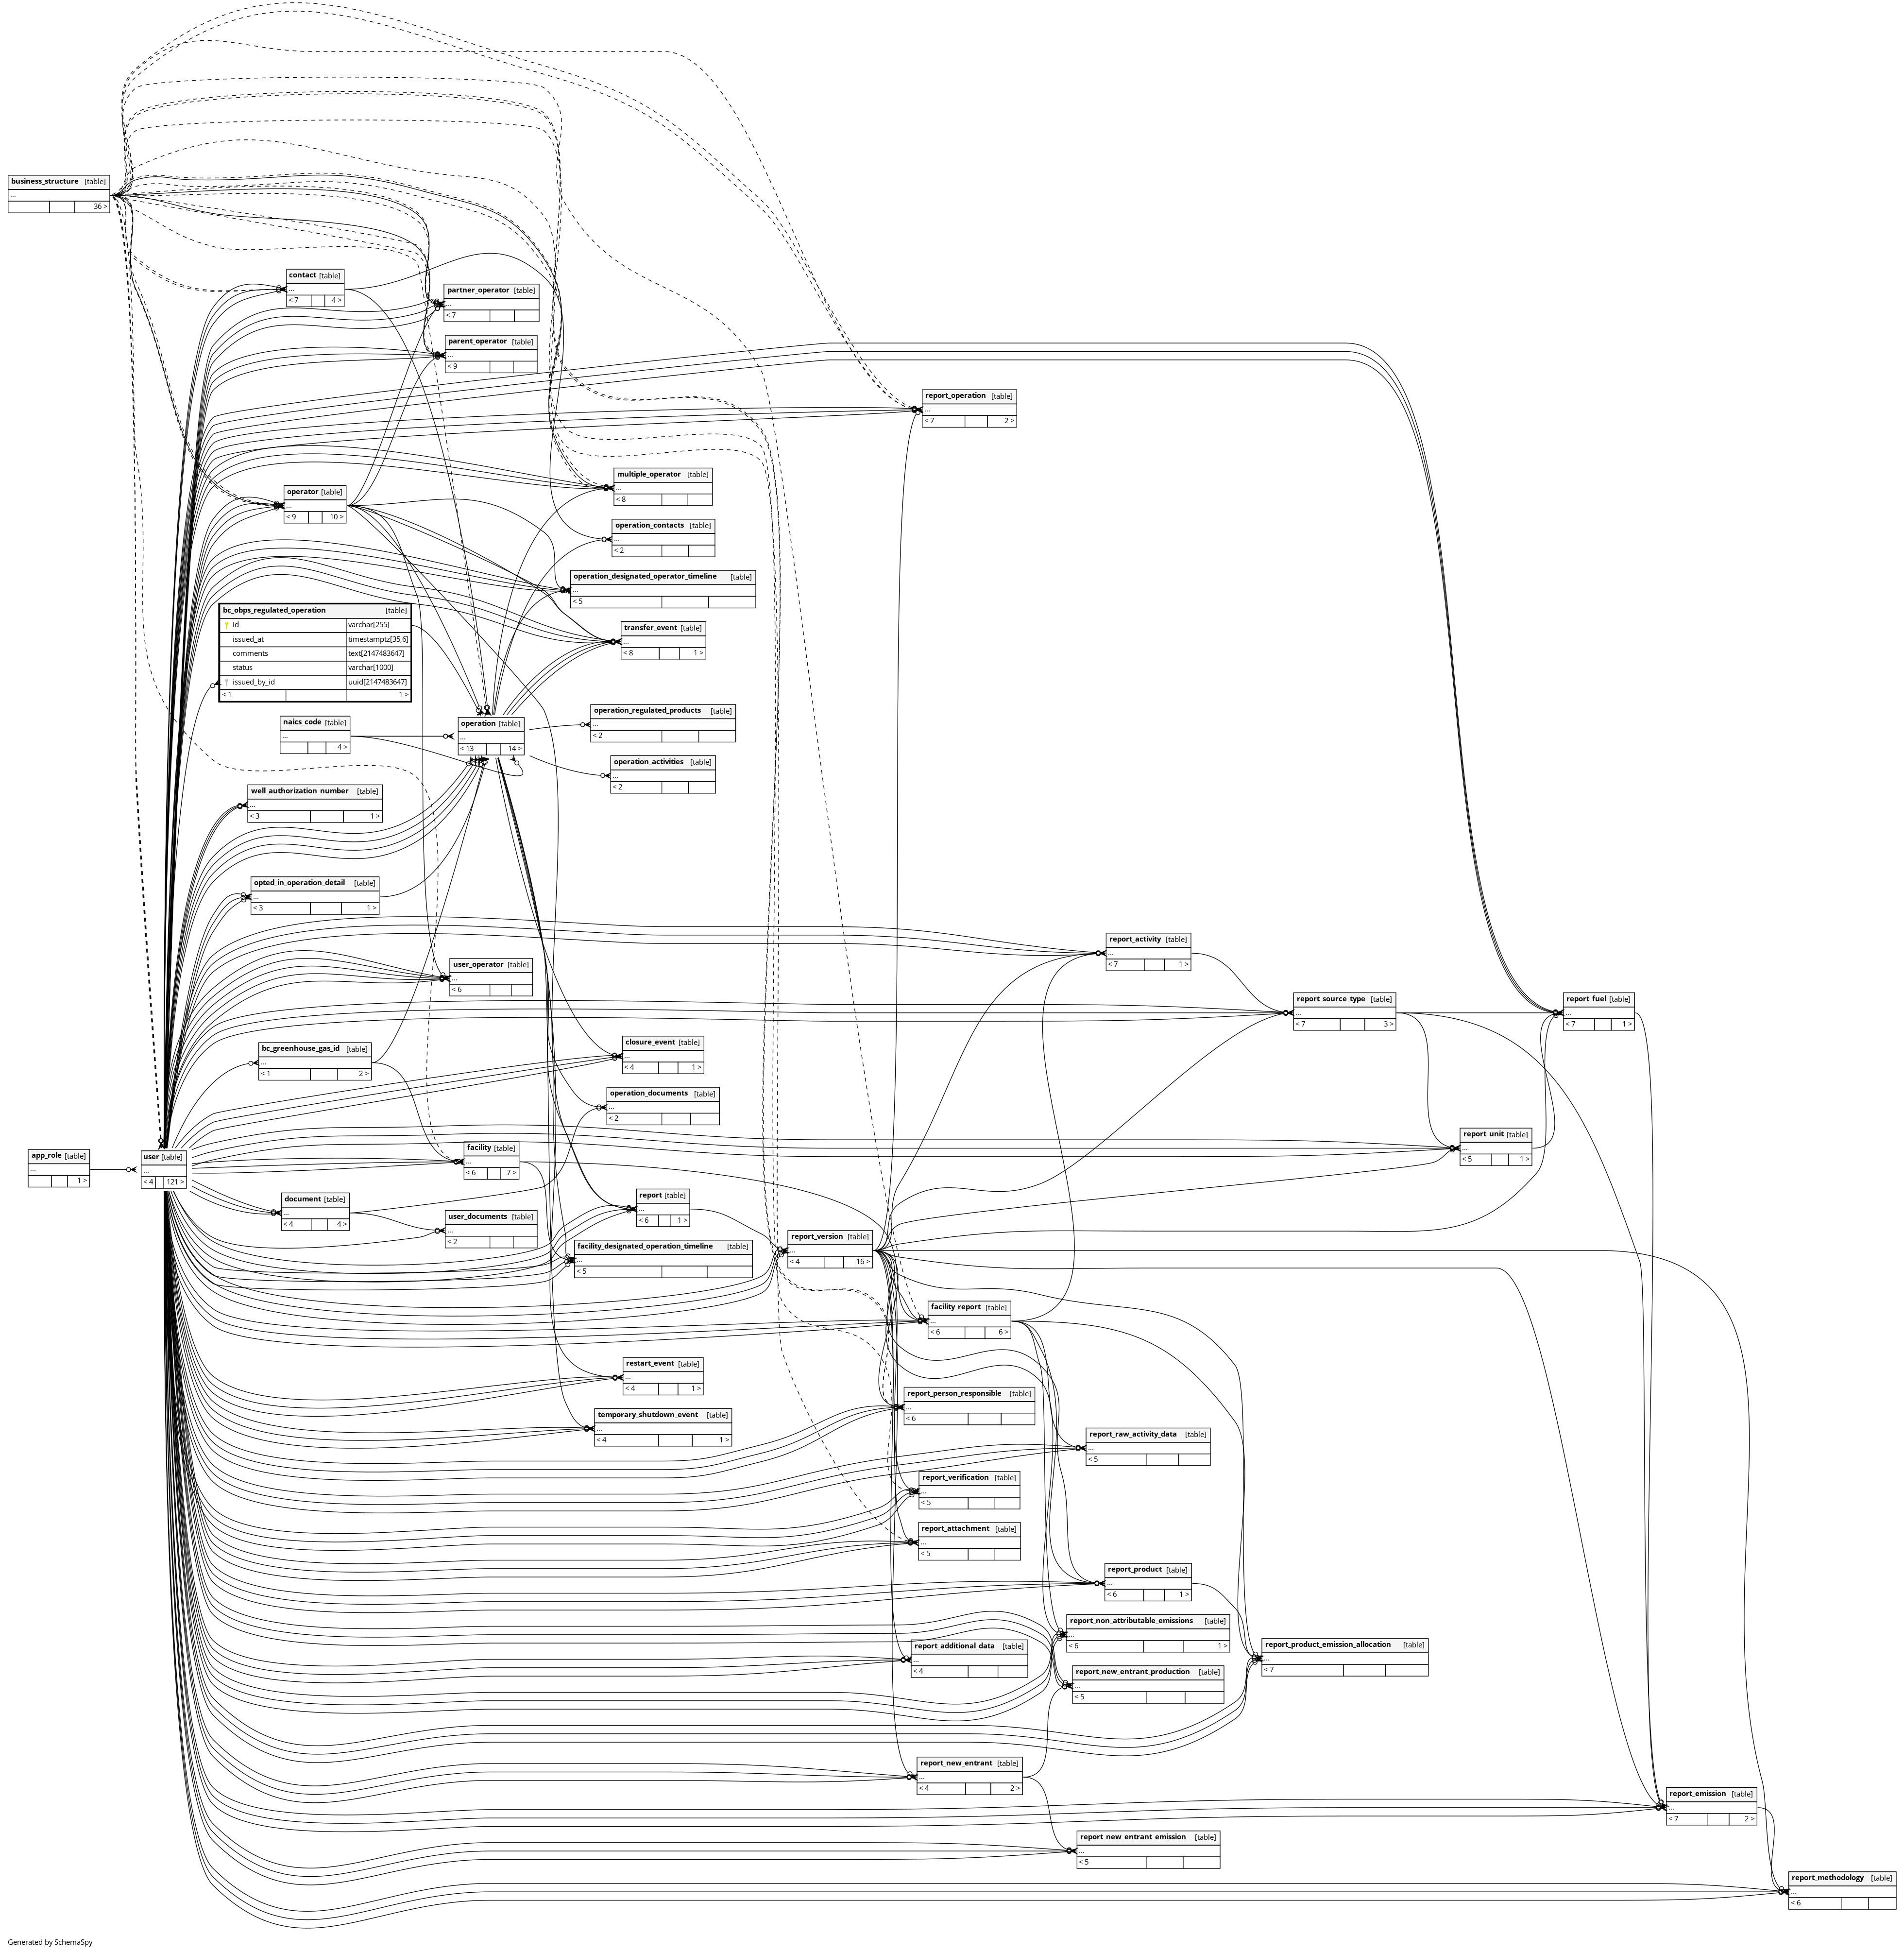 business_structure [table]
...
36 >
contact [table]
...
< 7 4 >
partner_operator [table]
...
< 7
parent_operator [table]
...
< 9
report_operation [table]
...
< 7 2 >
multiple_operator [table]
...
< 8
operator [table]
...
< 9 10 >
operation_contacts [table]
...
< 2
operation_designated_operator_timeline [table]
...
< 5
bc_obps_regulated_operation [table]
id varchar[255]
issued_at timestamptz[35,6]
comments text[2147483647]
status varchar[1000]
issued_by_id uuid[2147483647]
< 1 1 >
transfer_event [table]
...
< 8 1 >
operation_regulated_products [table]
...
< 2
naics_code [table]
...
4 >
operation [table]
...
< 13 14 >
operation_activities [table]
...
< 2
well_authorization_number [table]
...
< 3 1 >
opted_in_operation_detail [table]
...
< 3 1 >
report_activity [table]
...
< 7 1 >
user_operator [table]
...
< 6
report_source_type [table]
...
< 7 3 >
report_fuel [table]
...
< 7 1 >
bc_greenhouse_gas_id [table]
...
< 1 2 >
closure_event [table]
...
< 4 1 >
operation_documents [table]
...
< 2
report_unit [table]
...
< 5 1 >
app_role [table]
...
1 >
user [table]
...
< 4 121 >
facility [table]
...
< 6 7 >
document [table]
...
< 4 4 >
report [table]
...
< 6 1 >
user_documents [table]
...
< 2
report_version [table]
...
< 4 16 >
facility_designated_operation_timeline [table]
...
< 5
facility_report [table]
...
< 6 6 >
restart_event [table]
...
< 4 1 >
report_person_responsible [table]
...
< 6
temporary_shutdown_event [table]
...
< 4 1 >
report_raw_activity_data [table]
...
< 5
report_verification [table]
...
< 5
report_attachment [table]
...
< 5
report_product [table]
...
< 6 1 >
report_non_attributable_emissions [table]
...
< 6 1 >
report_additional_data [table]
...
< 4
report_product_emission_allocation [table]
...
< 7
report_new_entrant_production [table]
...
< 5
report_new_entrant [table]
...
< 4 2 >
report_emission [table]
...
< 7 2 >
report_new_entrant_emission [table]
...
< 5
report_methodology [table]
...
< 6
Generated by SchemaSpy